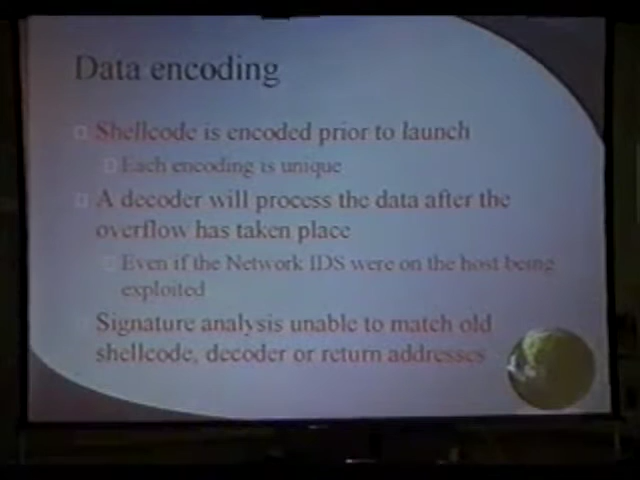 Data encoding
Shellcode is encoded prior to launch
Each encoding is unique
A decoder will process the data after the
overflow has taken place
Even if the Network IDS were on the host being
exploited
Signature analysis unable to match old
shellcode, decoder or return addresses